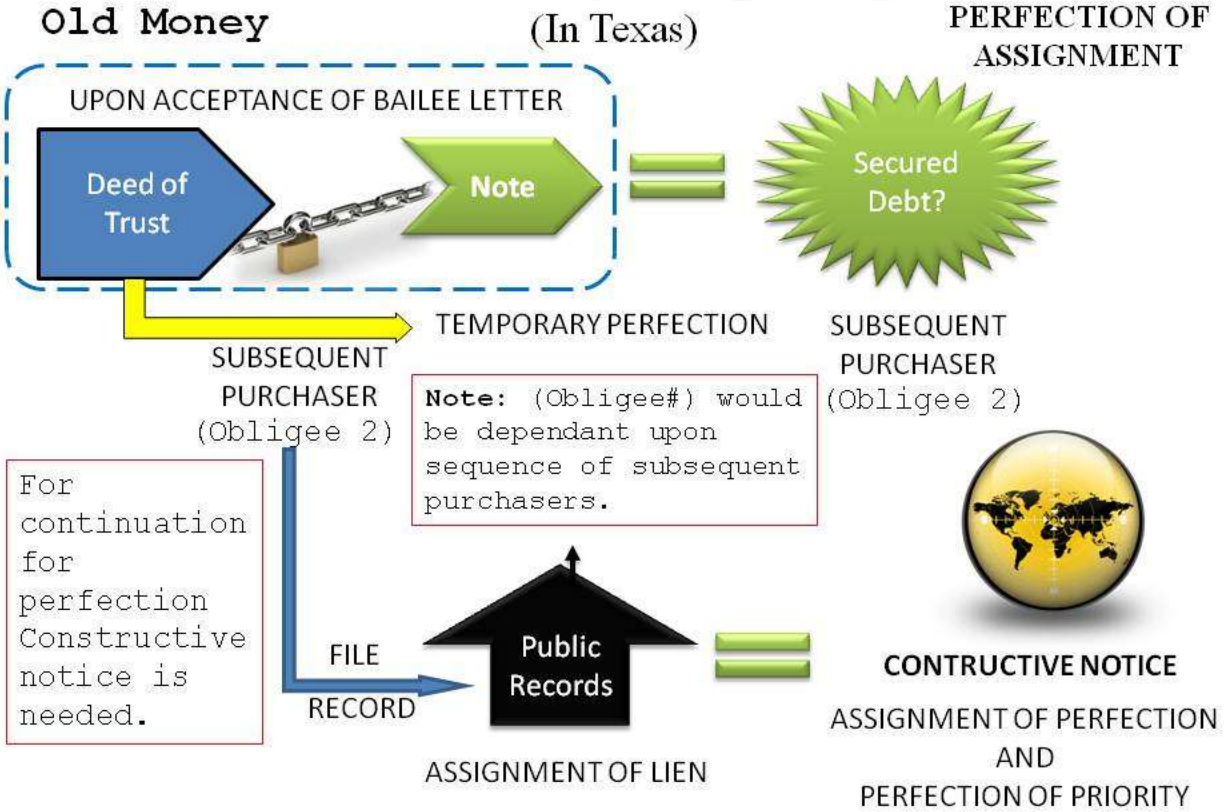 Old Money
(In Texas)
PERFECTION OF
ASSIGNMENT
UPON ACCEPTANCE OF BAILEE LETTER
Deed of
Trust
Note
Secured
Debt?
TEMPORARY PERFECTION
SUBSEQUENT
PURCHASER
(Obligee 2)
SUBSEQUENT
PURCHASER
(Obligee 2)
Note: (Obligee#) would
be dependant upon
sequence of subsequent
purchasers.
For
continuation
for
perfection
Constructive
notice is
needed.
FILE
RECORD
Public
Records
ASSIGNMENT OF LIEN
CONTRUCTIVE NOTICE
ASSIGNMENT OF PERFECTION
AND
PERFECTION OF PRIORITY